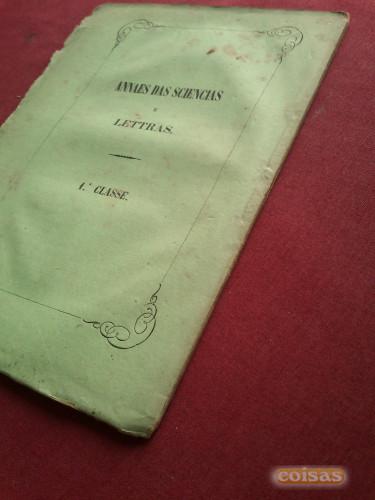 ANNAES DAS SCIENCIAS
E
LETTRAS.
1.ª CLASSE.
coisas